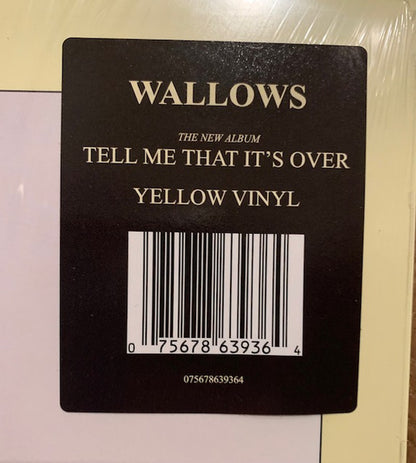 WALLOWS
THE NEW ALBUM
TELL ME THAT IT'S OVER
YELLOW VINYL
0 75678 63936 4
075678639364